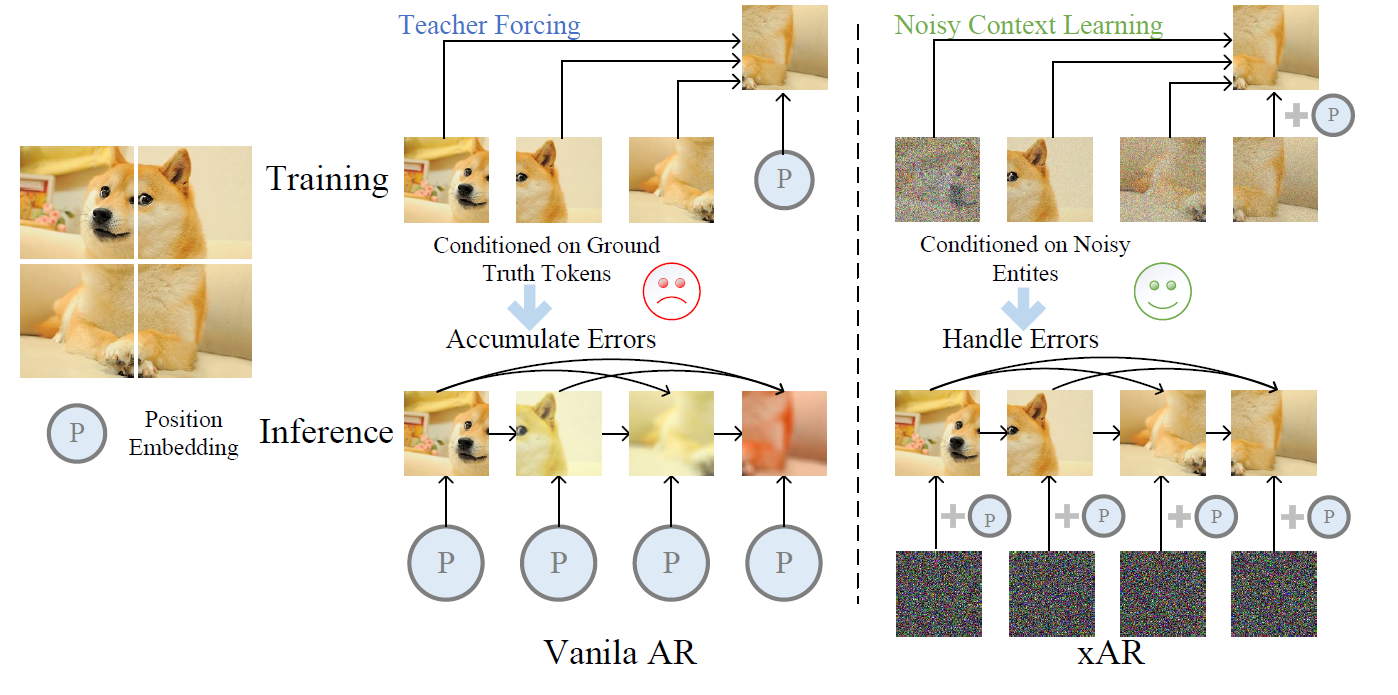 Teacher Forcing
Noisy Context Learning
P
Training
P
Conditioned on Ground
Truth Tokens
Conditioned on Noisy
Entites
Accumulate Errors
Handle Errors
P
Position
Embedding
Inference
P
P
P
P
P
P
P
P
Vanila AR
xAR